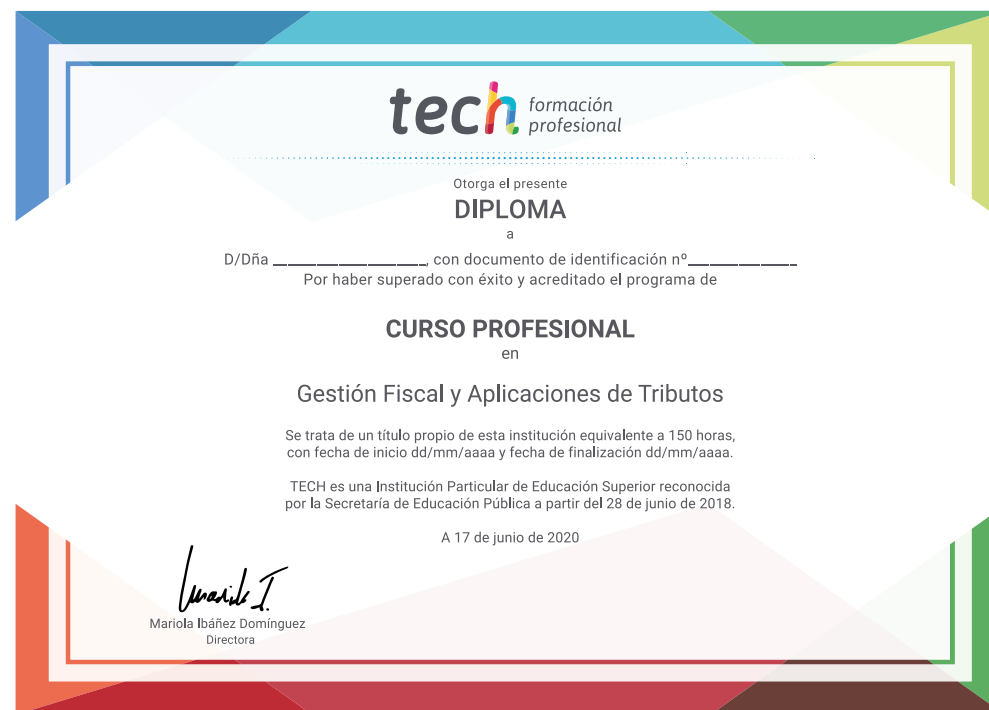 tech formación
profesional
Otorga el presente
DIPLOMA
a
D/Dña ____________________, con documento de identificación nº______________
Por haber superado con éxito y acreditado el programa de
CURSO PROFESIONAL
en
Gestión Fiscal y Aplicaciones de Tributos
Se trata de un título propio de esta institución equivalente a 150 horas,
con fecha de inicio dd/mm/aaaa y fecha de finalización dd/mm/aaaa.
TECH es una Institución Particular de Educación Superior reconocida
por la Secretaría de Educación Pública a partir del 28 de junio de 2018.
A 17 de junio de 2020
Mariola Ibáñez Domínguez
Directora